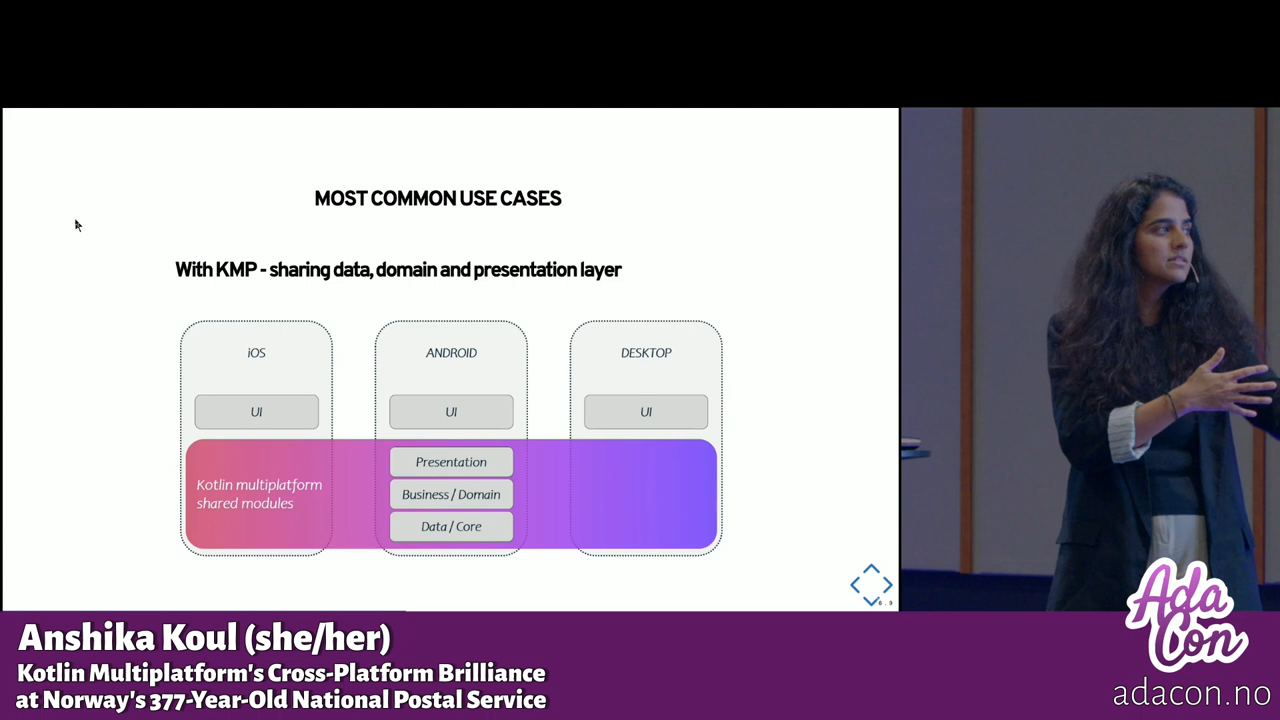 MOST COMMON USE CASES
With KMP - sharing data, domain and presentation layer
iOS
ANDROID
DESKTOP
UI
UI
UI
Kotlin multiplatform
shared modules
Presentation
Business / Domain
Data / Core
6.9
Anshika Koul (she/her)
Kotlin Multiplatform's Cross-Platform Brilliance
at Norway's 377-Year-Old National Postal Service
Ada
Con
adacon.no